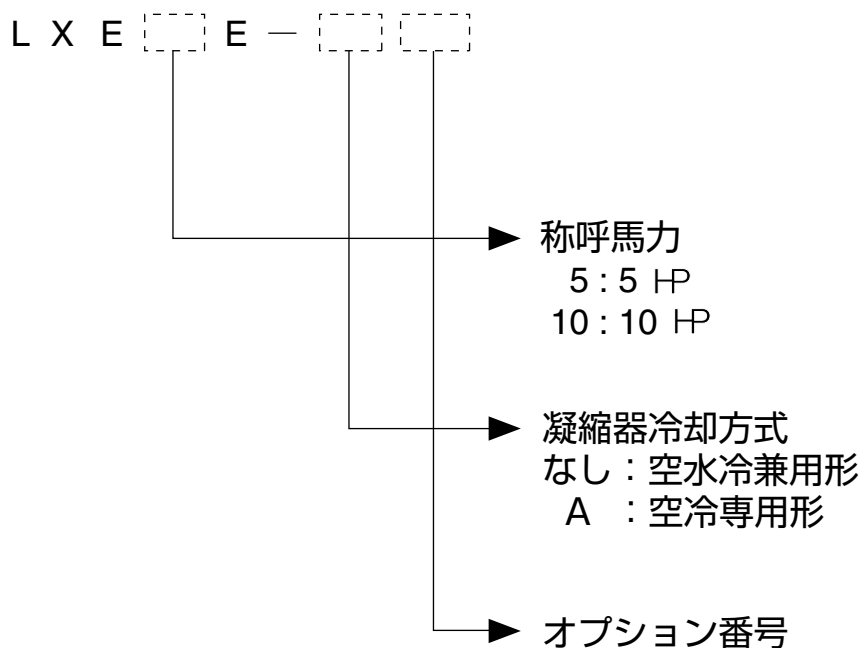 L X E E －
称呼馬力
5 : 5 HP
10 : 10 HP
凝縮器冷却方式
なし：空水冷兼用形
A ：空冷専用形
オプション番号